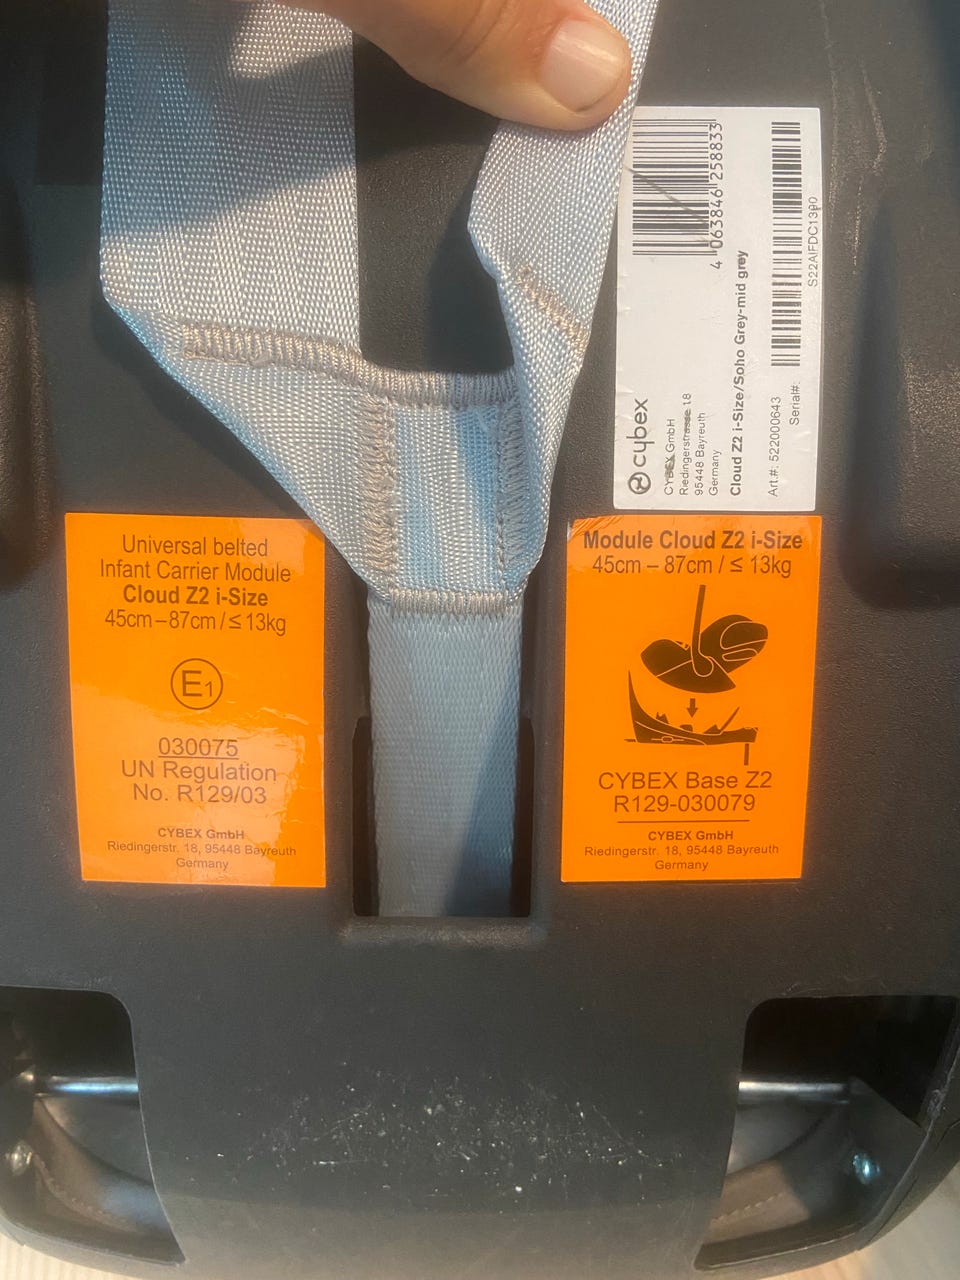 4 063846 258833
cybex
CYBEX GmbH
Riedingerstrasse 18
95448 Bayreuth
Germany
Cloud Z2 i-Size/Soho Grey-mid grey
Art.#: 522000643
Serial#:
S22AIFDC1390
Universal belted
Infant Carrier Module
Cloud Z2 i-Size
45cm–87cm/≤13kg
E1
030075
UN Regulation
No. R129/03
CYBEX GmbH
Riedingerstr. 18, 95448 Bayreuth
Germany
Module Cloud Z2 i-Size
45cm – 87cm / ≤ 13kg
CYBEX Base Z2
R129-030079
CYBEX GmbH
Riedingerstr. 18, 95448 Bayreuth
Germany